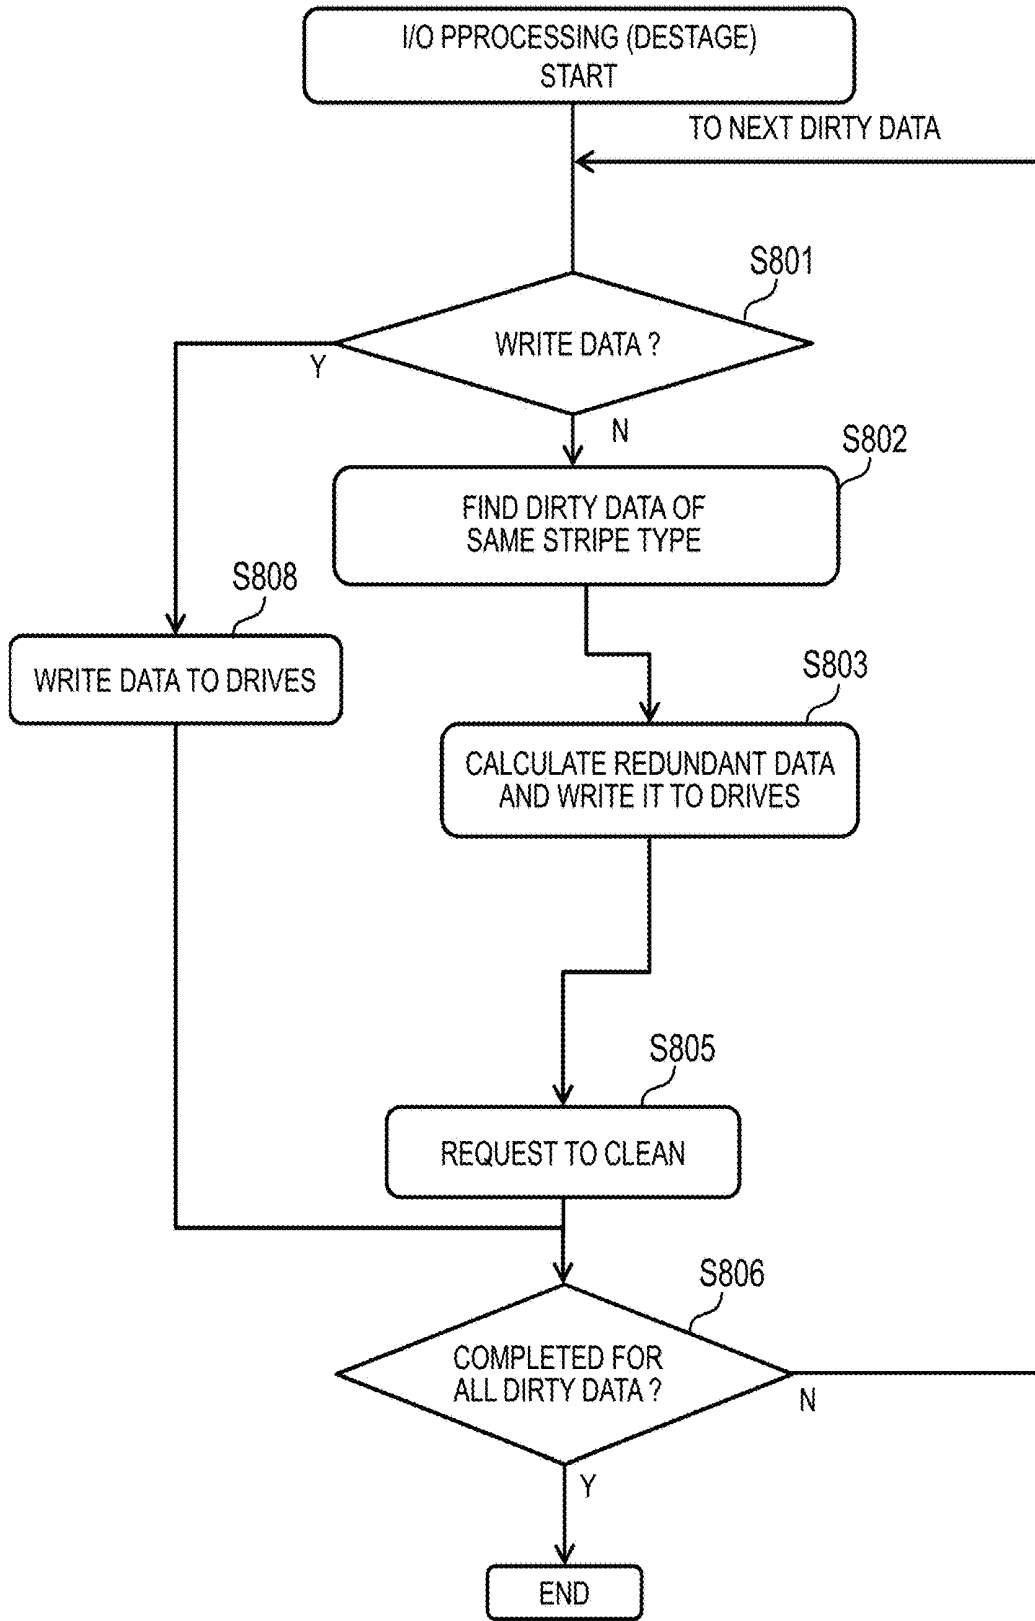 I/O PPROCESSING (DESTAGE)
START
TO NEXT DIRTY DATA
S801
WRITE DATA ?
Y
N
S802
FIND DIRTY DATA OF
SAME STRIPE TYPE
S808
WRITE DATA TO DRIVES
S803
CALCULATE REDUNDANT DATA
AND WRITE IT TO DRIVES
S805
REQUEST TO CLEAN
S806
COMPLETED FOR
ALL DIRTY DATA ?
N
Y
END